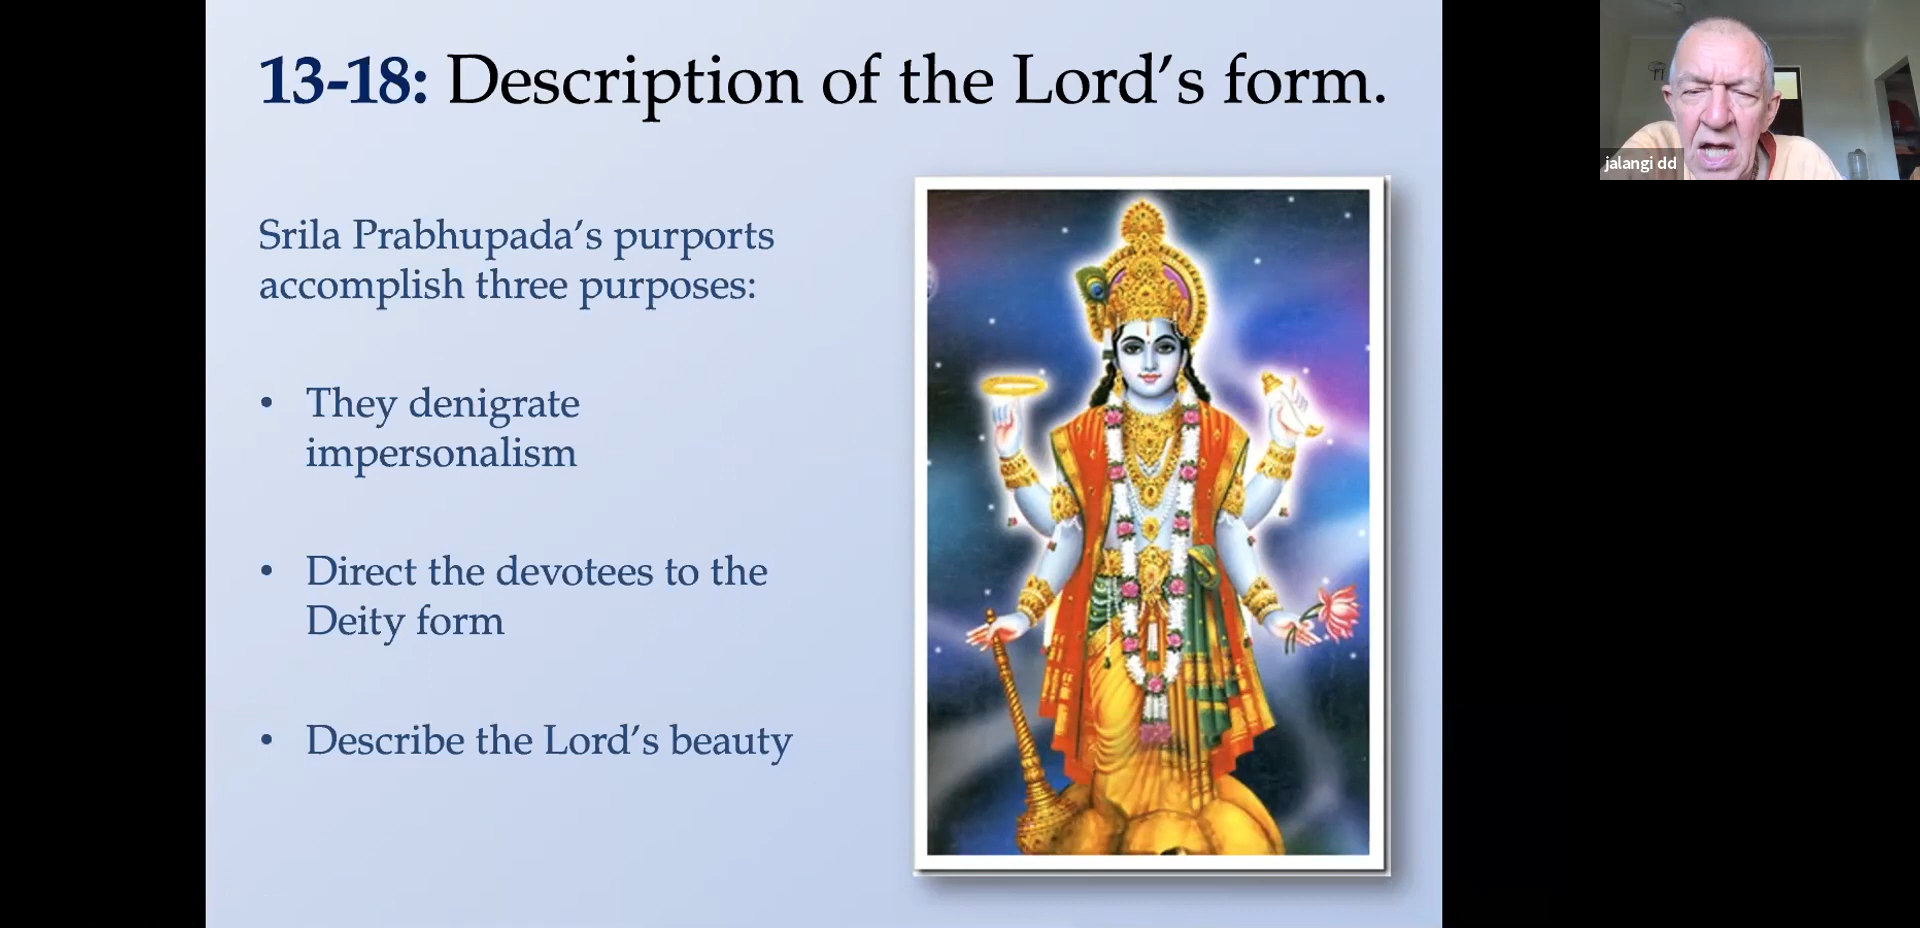 13-18: Description of the Lord’s form.
Srila Prabhupada’s purports
accomplish three purposes:
• They denigrate
impersonalism
• Direct the devotees to the
Deity form
• Describe the Lord’s beauty
jalangi dd